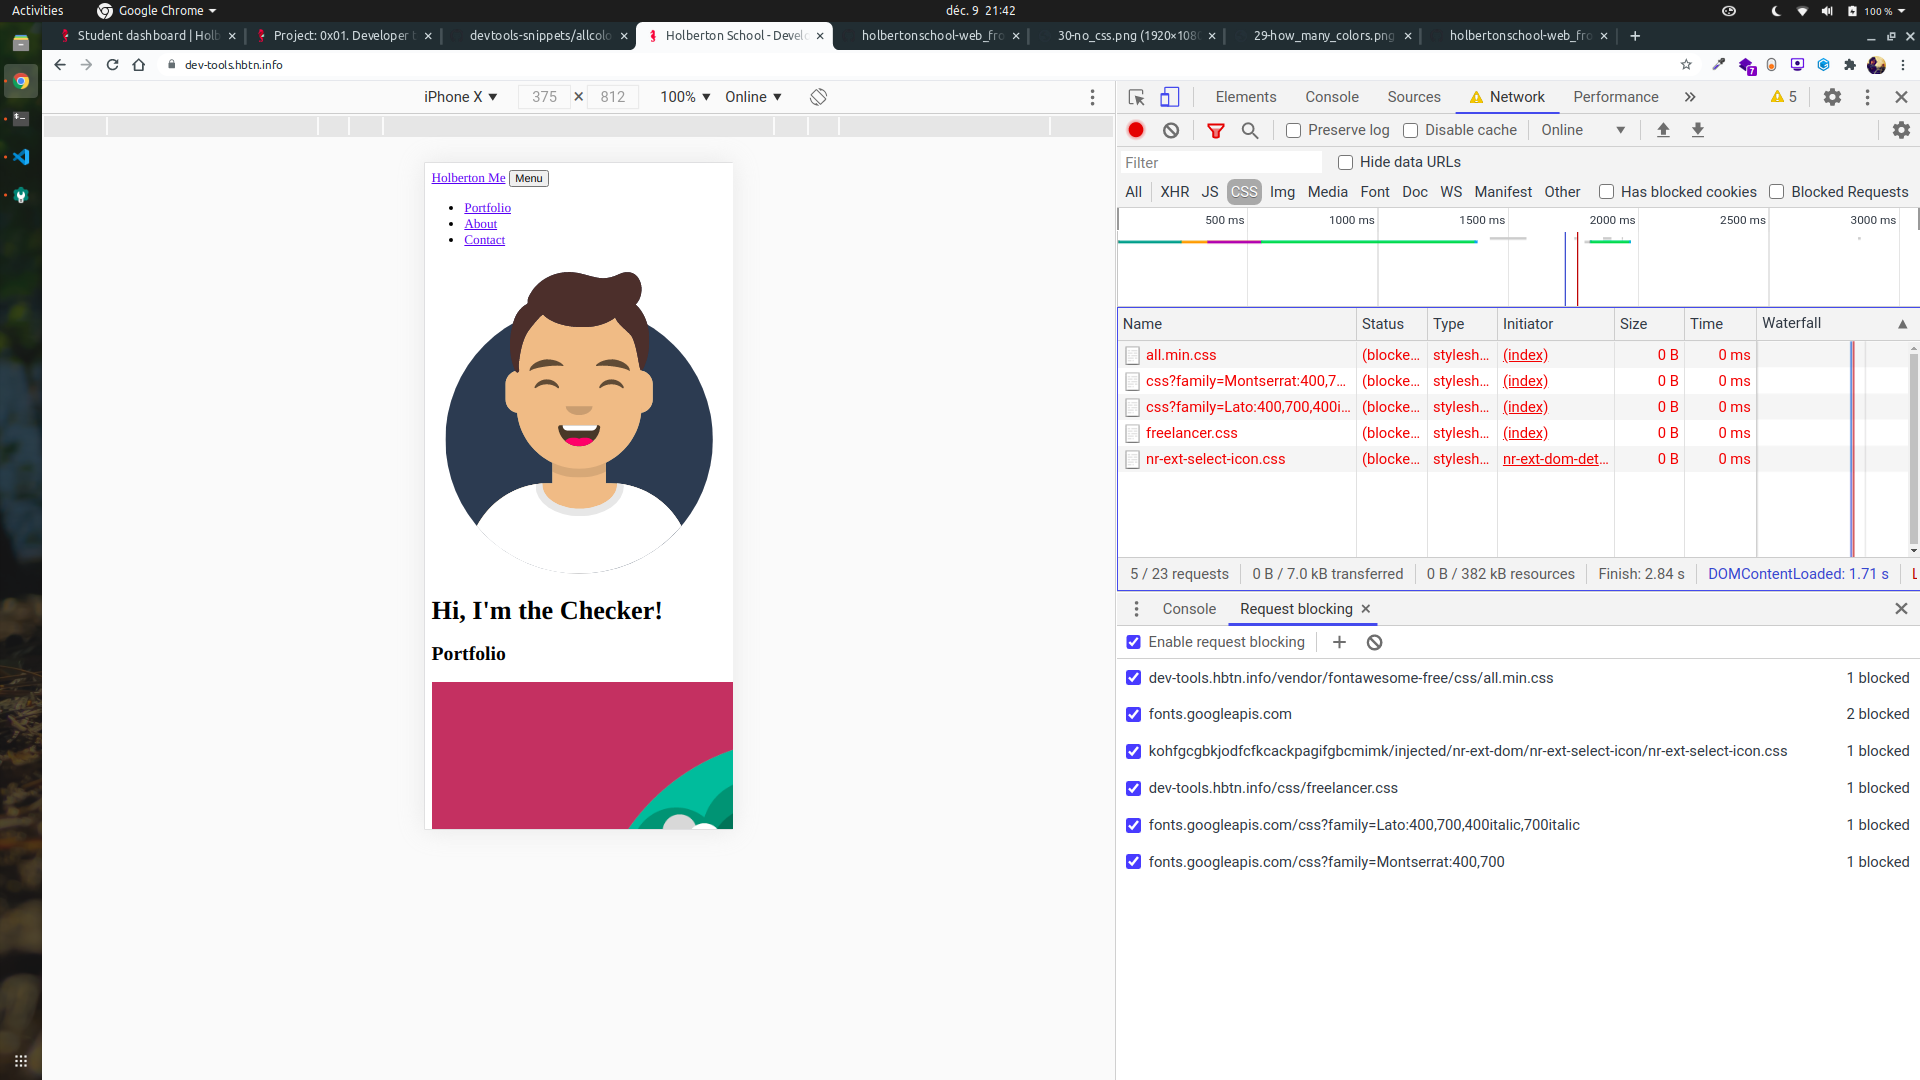 Activities Google Chrome déc. 9 21:42 100 %
Student dashboard | Holb Project: 0x01. Developer t devtools-snippets/allcolo Holberton School - Devel holbertonschool-web_fro 30-no_css.png (1920×108 29-how_many_colors.png holbertonschool-web_fro
dev-tools.hbtn.info 7
iPhone X 375 × 812 100% Online
Elements Console Sources Network Performance 5
Preserve log Disable cache Online
Filter Hide data URLs
All XHR JS CSS Img Media Font Doc WS Manifest Other Has blocked cookies Blocked Requests
500 ms 1000 ms 1500 ms 2000 ms 2500 ms 3000 ms
Name Status Type Initiator Size Time Waterfall
all.min.css (blocke... stylesh... (index) 0 B 0 ms
css?family=Montserrat:400,7... (blocke... stylesh... (index) 0 B 0 ms
css?family=Lato:400,700,400i... (blocke... stylesh... (index) 0 B 0 ms
freelancer.css (blocke... stylesh... (index) 0 B 0 ms
nr-ext-select-icon.css (blocke... stylesh... nr-ext-dom-det... 0 B 0 ms
5 / 23 requests 0 B / 7.0 kB transferred 0 B / 382 kB resources Finish: 2.84 s DOMContentLoaded: 1.71 s L
Console Request blocking
Enable request blocking
dev-tools.hbtn.info/vendor/fontawesome-free/css/all.min.css 1 blocked
fonts.googleapis.com 2 blocked
kohfgcgbkjodfcfkcackpagifgbcmimk/injected/nr-ext-dom/nr-ext-select-icon/nr-ext-select-icon.css 1 blocked
dev-tools.hbtn.info/css/freelancer.css 1 blocked
fonts.googleapis.com/css?family=Lato:400,700,400italic,700italic 1 blocked
fonts.googleapis.com/css?family=Montserrat:400,700 1 blocked
Holberton Me Menu
Portfolio
About
Contact
Hi, I'm the Checker!
Portfolio